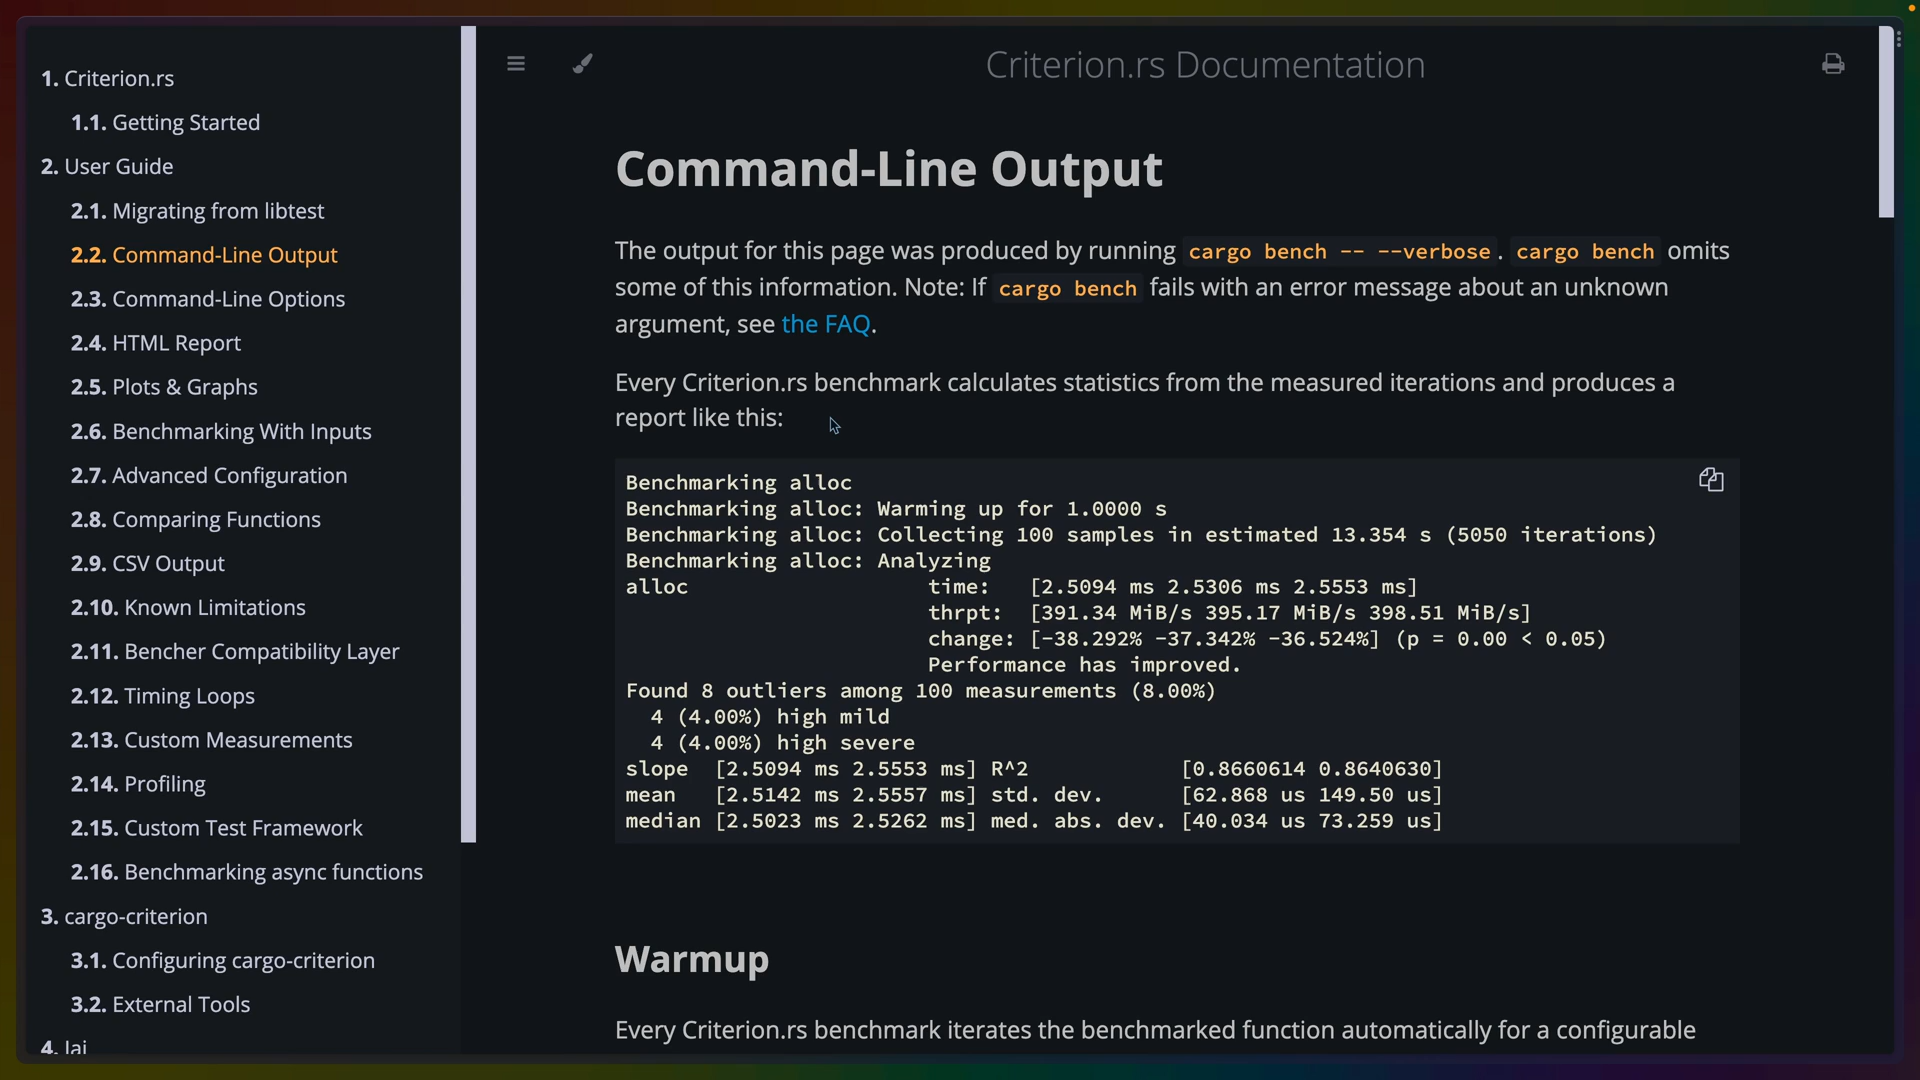 1. Criterion.rs
1.1. Getting Started
2. User Guide
2.1. Migrating from libtest
2.2. Command-Line Output
2.3. Command-Line Options
2.4. HTML Report
2.5. Plots & Graphs
2.6. Benchmarking With Inputs
2.7. Advanced Configuration
2.8. Comparing Functions
2.9. CSV Output
2.10. Known Limitations
2.11. Bencher Compatibility Layer
2.12. Timing Loops
2.13. Custom Measurements
2.14. Profiling
2.15. Custom Test Framework
2.16. Benchmarking async functions
3. cargo-criterion
3.1. Configuring cargo-criterion
3.2. External Tools
4. Iai
Criterion.rs Documentation
Command-Line Output
The output for this page was produced by running cargo bench -- --verbose. cargo bench omits
some of this information. Note: If cargo bench fails with an error message about an unknown
argument, see the FAQ.
Every Criterion.rs benchmark calculates statistics from the measured iterations and produces a
report like this:
Benchmarking alloc
Benchmarking alloc: Warming up for 1.0000 s
Benchmarking alloc: Collecting 100 samples in estimated 13.354 s (5050 iterations)
Benchmarking alloc: Analyzing
alloc                   time:   [2.5094 ms 2.5306 ms 2.5553 ms]
                        thrpt:  [391.34 MiB/s 395.17 MiB/s 398.51 MiB/s]
                        change: [-38.292% -37.342% -36.524%] (p = 0.00 < 0.05)
                        Performance has improved.
Found 8 outliers among 100 measurements (8.00%)
  4 (4.00%) high mild
  4 (4.00%) high severe
slope  [2.5094 ms 2.5553 ms] R^2            [0.8660614 0.8640630]
mean   [2.5142 ms 2.5557 ms] std. dev.      [62.868 us 149.50 us]
median [2.5023 ms 2.5262 ms] med. abs. dev. [40.034 us 73.259 us]
Warmup
Every Criterion.rs benchmark iterates the benchmarked function automatically for a configurable